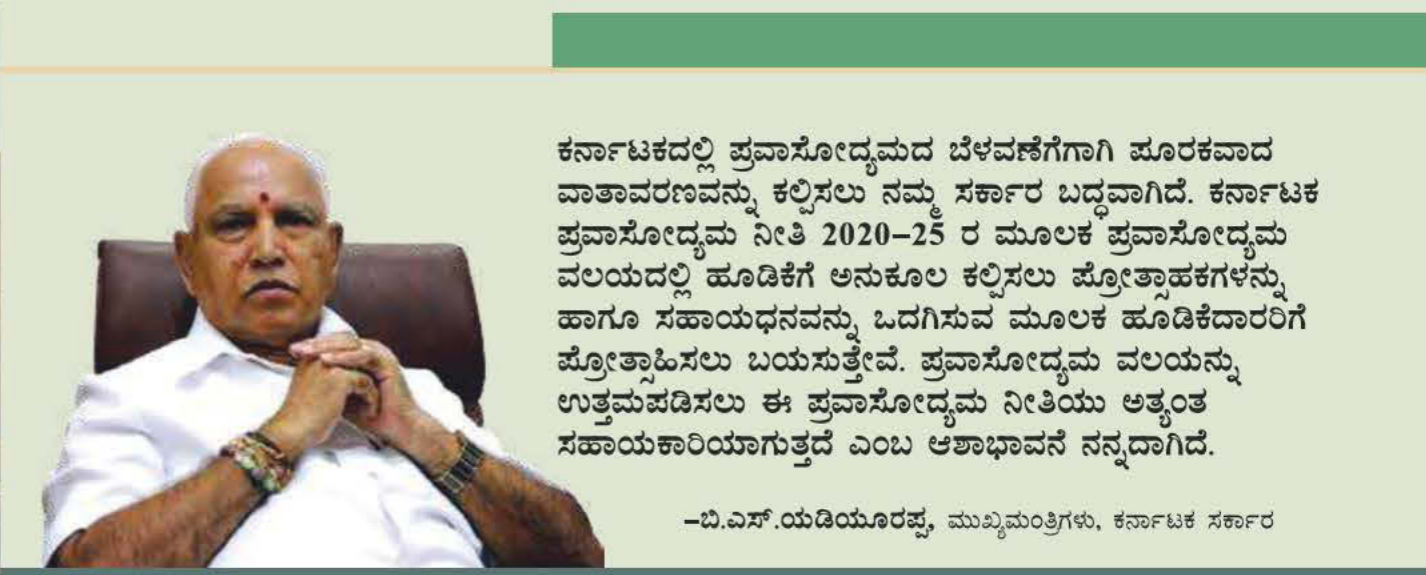 ಕರ್ನಾಟಕದಲ್ಲಿ ಪ್ರವಾಸೋದ್ಯಮದ ಬೆಳವಣಿಗೆಗಾಗಿ ಪೂರಕವಾದ
ವಾತಾವರಣವನ್ನು ಕಲ್ಪಿಸಲು ನಮ್ಮ ಸರ್ಕಾರ ಬದ್ಧವಾಗಿದೆ. ಕರ್ನಾಟಕ
ಪ್ರವಾಸೋದ್ಯಮ ನೀತಿ 2020–25 ರ ಮೂಲಕ ಪ್ರವಾಸೋದ್ಯಮ
ವಲಯದಲ್ಲಿ ಹೂಡಿಕೆಗೆ ಅನುಕೂಲ ಕಲ್ಪಿಸಲು ಪ್ರೋತ್ಸಾಹಕಗಳನ್ನು
ಹಾಗೂ ಸಹಾಯಧನವನ್ನು ಒದಗಿಸುವ ಮೂಲಕ ಹೂಡಿಕೆದಾರರಿಗೆ
ಪ್ರೋತ್ಸಾಹಿಸಲು ಬಯಸುತ್ತೇವೆ. ಪ್ರವಾಸೋದ್ಯಮ ವಲಯನ್ನು
ಉತ್ತಮಪಡಿಸಲು ಈ ಪ್ರವಾಸೋದ್ಯಮ ನೀತಿಯು ಅತ್ಯಂತ
ಸಹಾಯಕಾರಿಯಾಗುತ್ತದೆ ಎಂಬ ಆಶಾಭಾವನೆ ನನ್ನದಾಗಿದೆ.
–ಬಿ.ಎಸ್.ಯಡಿಯೂರಪ್ಪ, ಮುಖ್ಯಮಂತ್ರಿಗಳು, ಕರ್ನಾಟಕ ಸರ್ಕಾರ